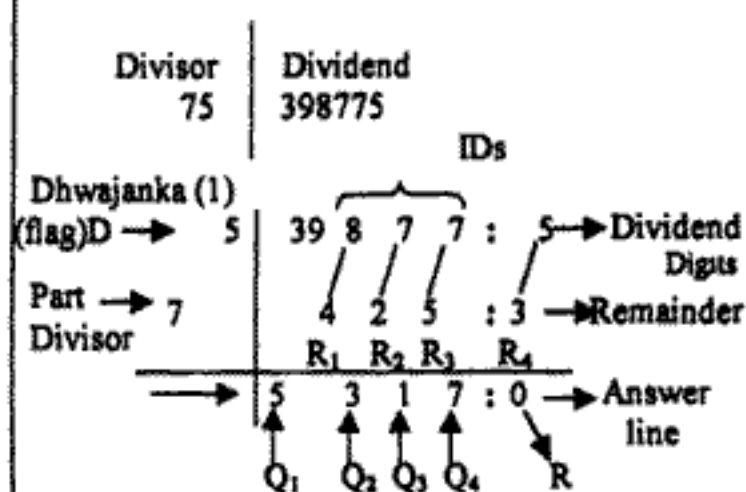 Divisor Dividend
75 398775
IDs
Dhwajanka (1)
(flag)D 5 39 8 7 7 : 5 Dividend
Digits
Part 7 4 2 5 : 3 Remainder
Divisor
R1 R2 R3 R4
5 3 1 7 : 0 Answer
line
Q1 Q2 Q3 Q4 R